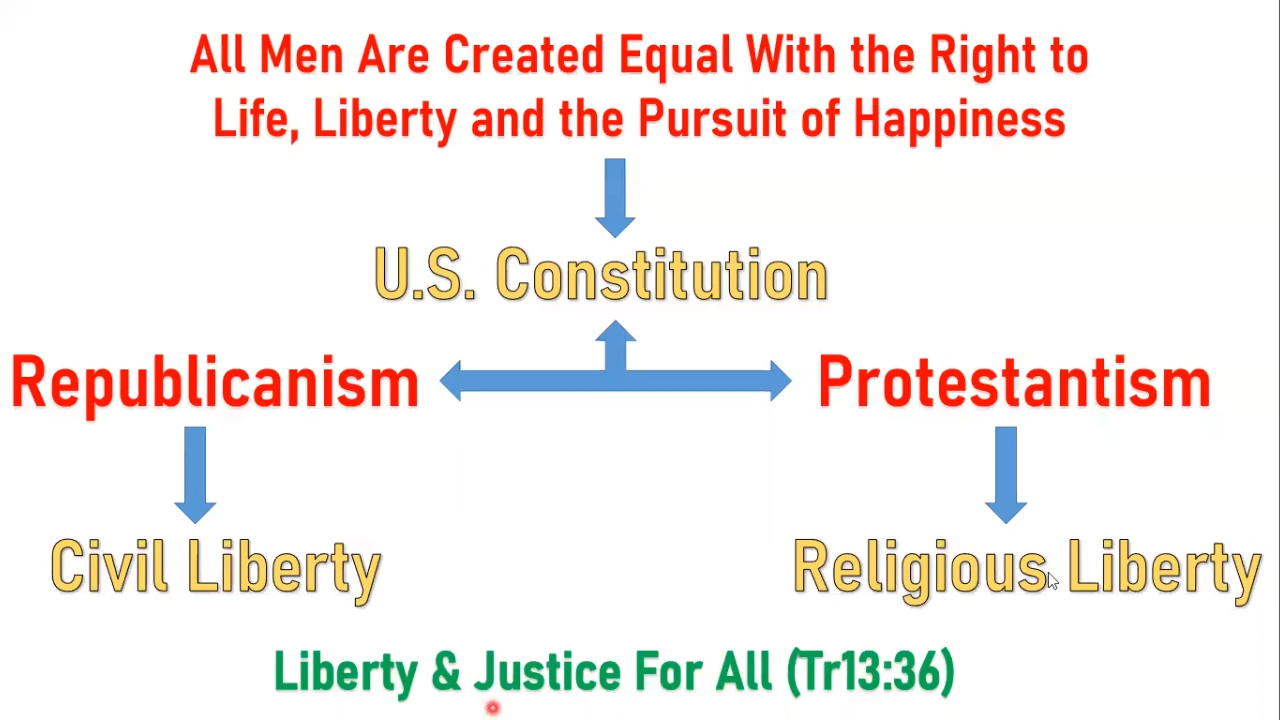 All Men Are Created Equal With the Right to
Life, Liberty and the Pursuit of Happiness
U.S. Constitution
Republicanism
Protestantism
Civil Liberty
Religious Liberty
Liberty & Justice For All (Tr13:36)